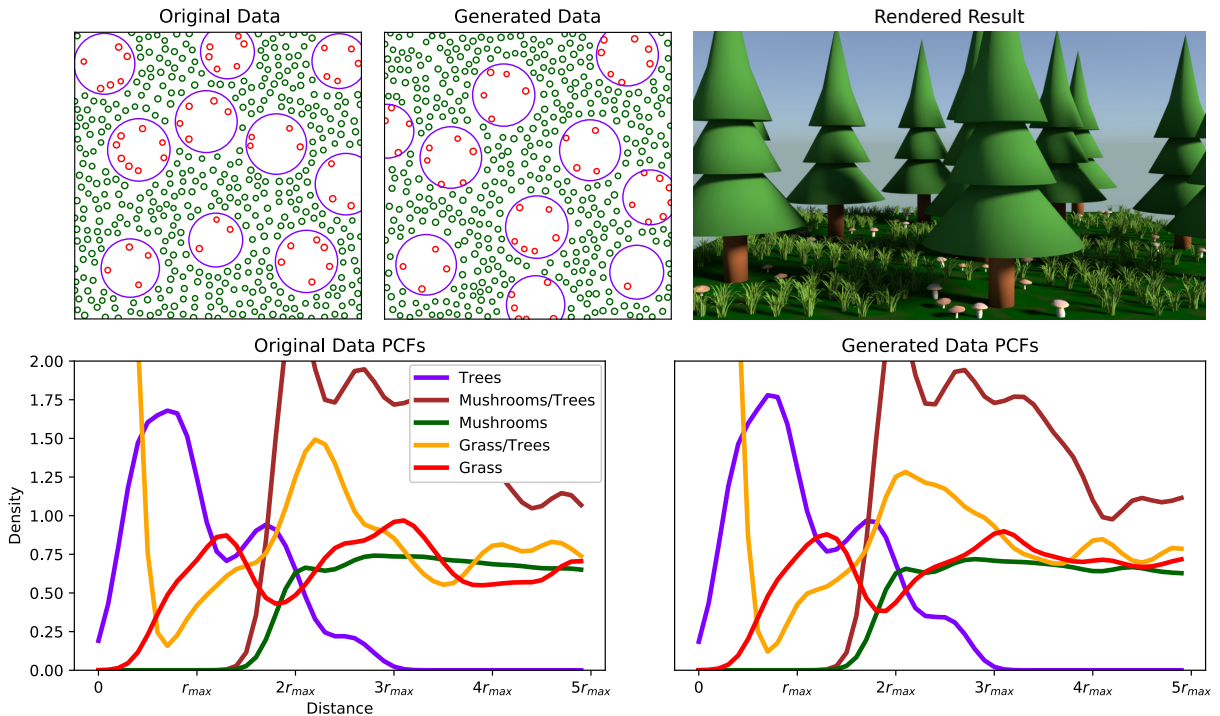 Original Data
Generated Data
Rendered Result
Original Data PCFs
Generated Data PCFs
2.00
1.75
1.50
1.25
1.00
0.75
0.50
0.25
0.00
Density
Trees
Mushrooms/Trees
Mushrooms
Grass/Trees
Grass
0 r_max 2r_max 3r_max 4r_max 5r_max
Distance
0 r_max 2r_max 3r_max 4r_max 5r_max